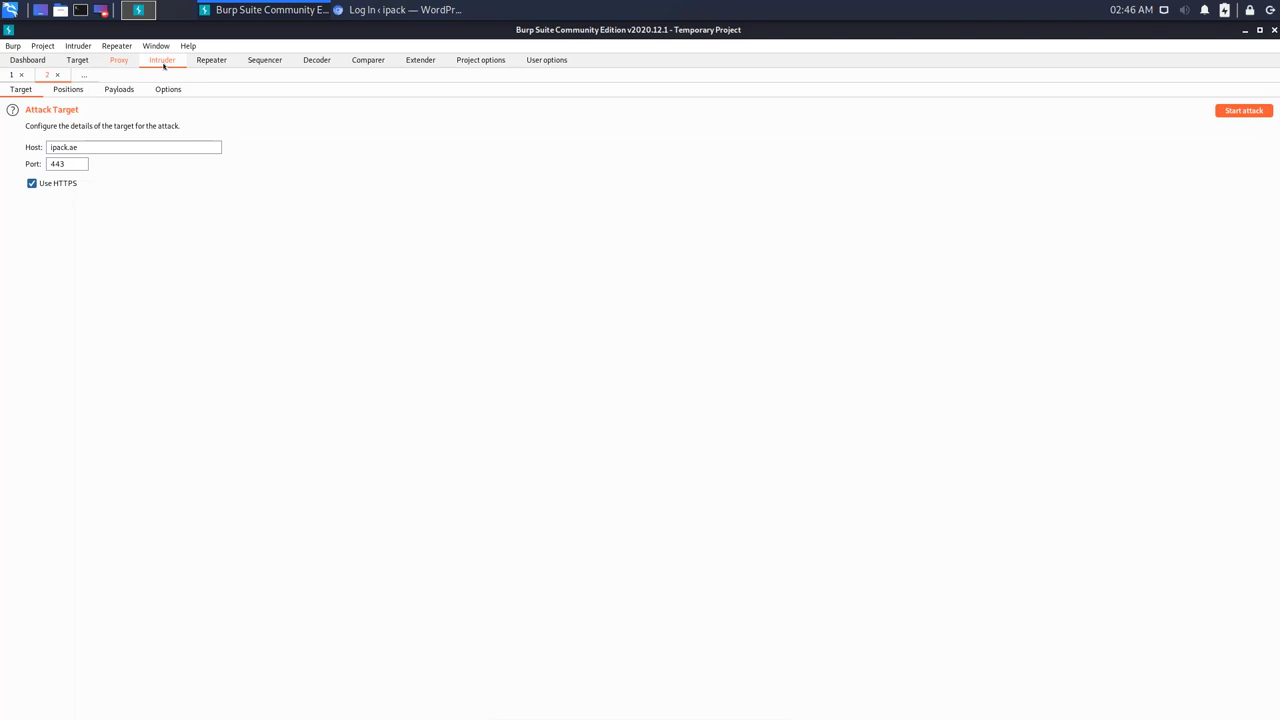 Burp Suite Community E... Log In ‹ ipack — WordPr... 02:46 AM
Burp Suite Community Edition v2020.12.1 - Temporary Project
Burp Project Intruder Repeater Window Help
Dashboard Target Proxy Intruder Repeater Sequencer Decoder Comparer Extender Project options User options
1 × 2 × ...
Target Positions Payloads Options
? Attack Target Start attack
Configure the details of the target for the attack.
Host: ipack.ae
Port: 443
Use HTTPS